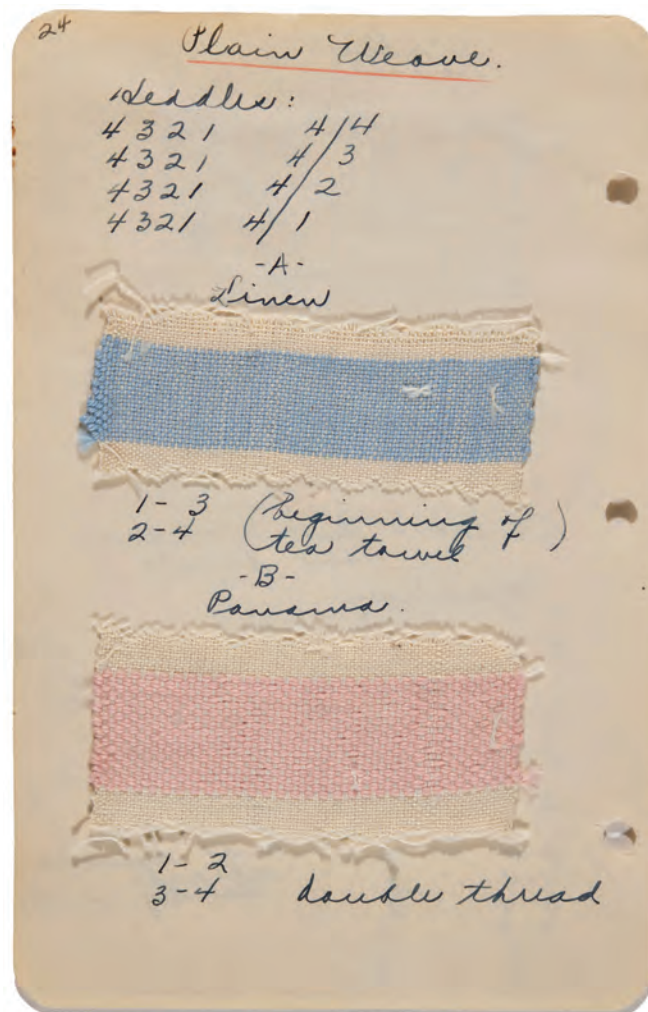 24
Plain Weave.
Heddles:
4 3 2 1 4/4
4 3 2 1 4/3
4 3 2 1 4/2
4 3 2 1 4/1
-A-
Linen
1-3 (beginning of)
2-4 (tea towel
-B-
Panama.
1-2
3-4 double thread